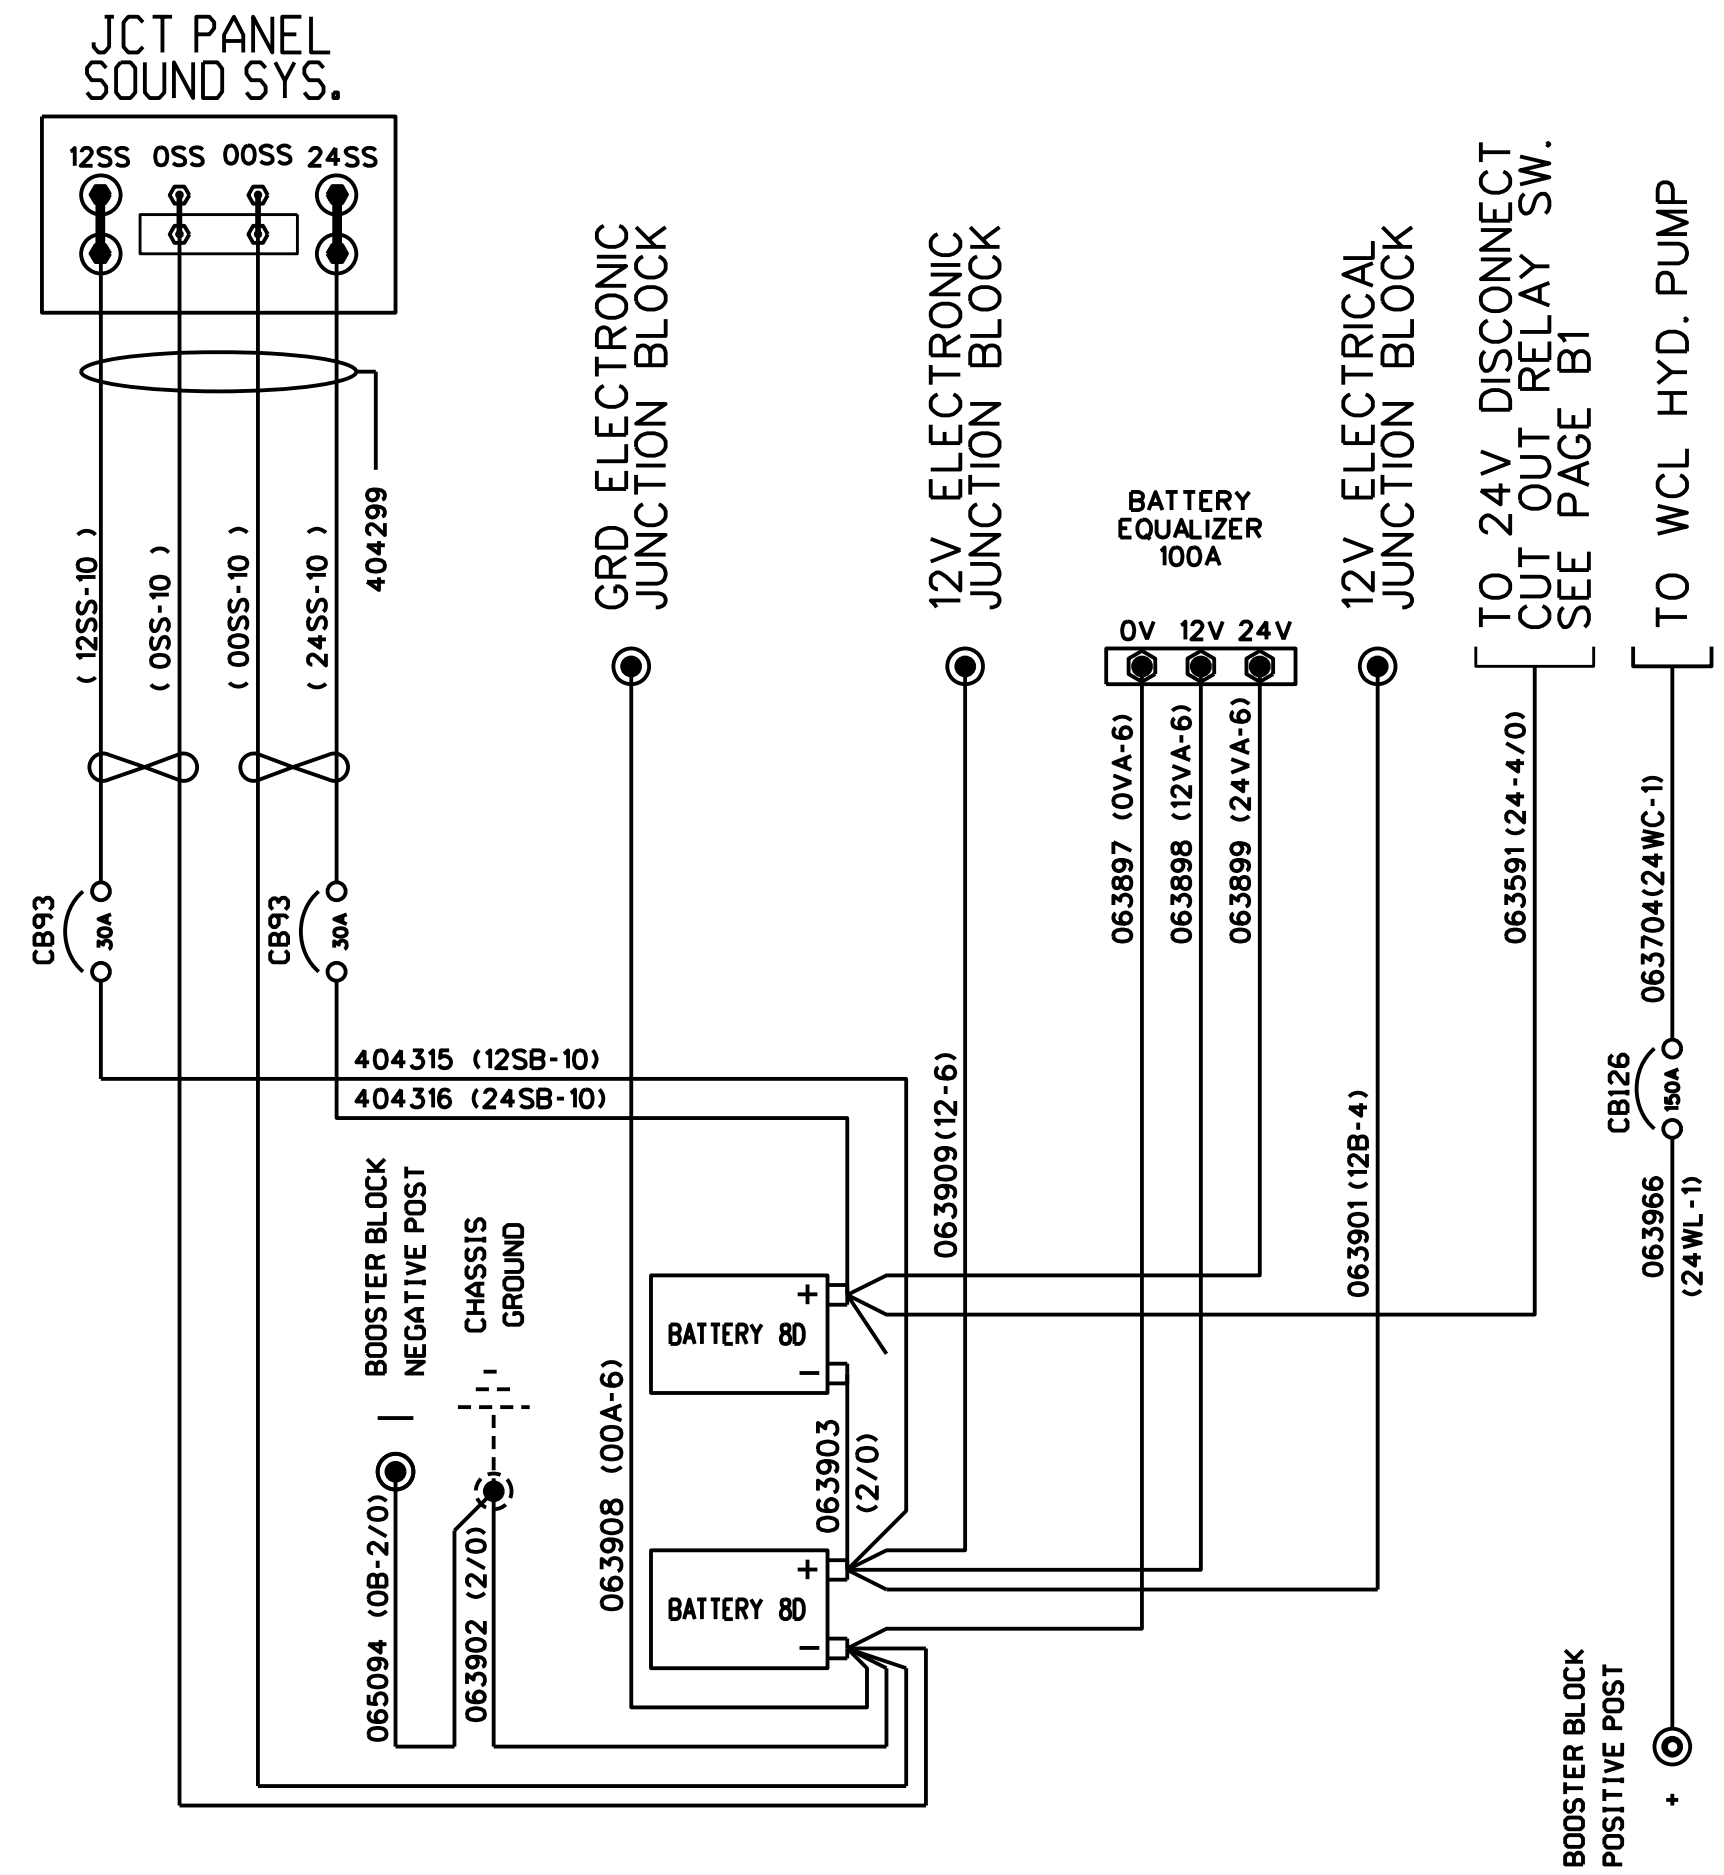 JCT PANEL
SOUND SYS.
12SS 0SS 00SS 24SS
( 12SS-10 )
( 0SS-10 )
( 00SS-10 )
( 24SS-10 )
404299
GRD ELECTRONIC
JUNCTION BLOCK
12V ELECTRONIC
JUNCTION BLOCK
BATTERY
EQUALIZER
100A
0V 12V 24V
12V ELECTRICAL
JUNCTION BLOCK
TO 24V DISCONNECT
CUT OUT RELAY SW.
SEE PAGE B1
TO WCL HYD. PUMP
063897 (0VA-6)
063898 (12VA-6)
063899 (24VA-6)
063591 (24-4/0)
063704(24WC-1)
CB93
30A
CB93
30A
404315 (12SB-10)
404316 (24SB-10)
063909(12-6)
063901(12B-4)
CB126
150A
063966
(24WL-1)
BOOSTER BLOCK
NEGATIVE POST
CHASSIS
GROUND
+
BATTERY 8D
–
063908 (00A-6)
063903
(2/0)
065094 (0B-2/0)
063902 (2/0)
+
BATTERY 8D
–
BOOSTER BLOCK
POSITIVE POST
+